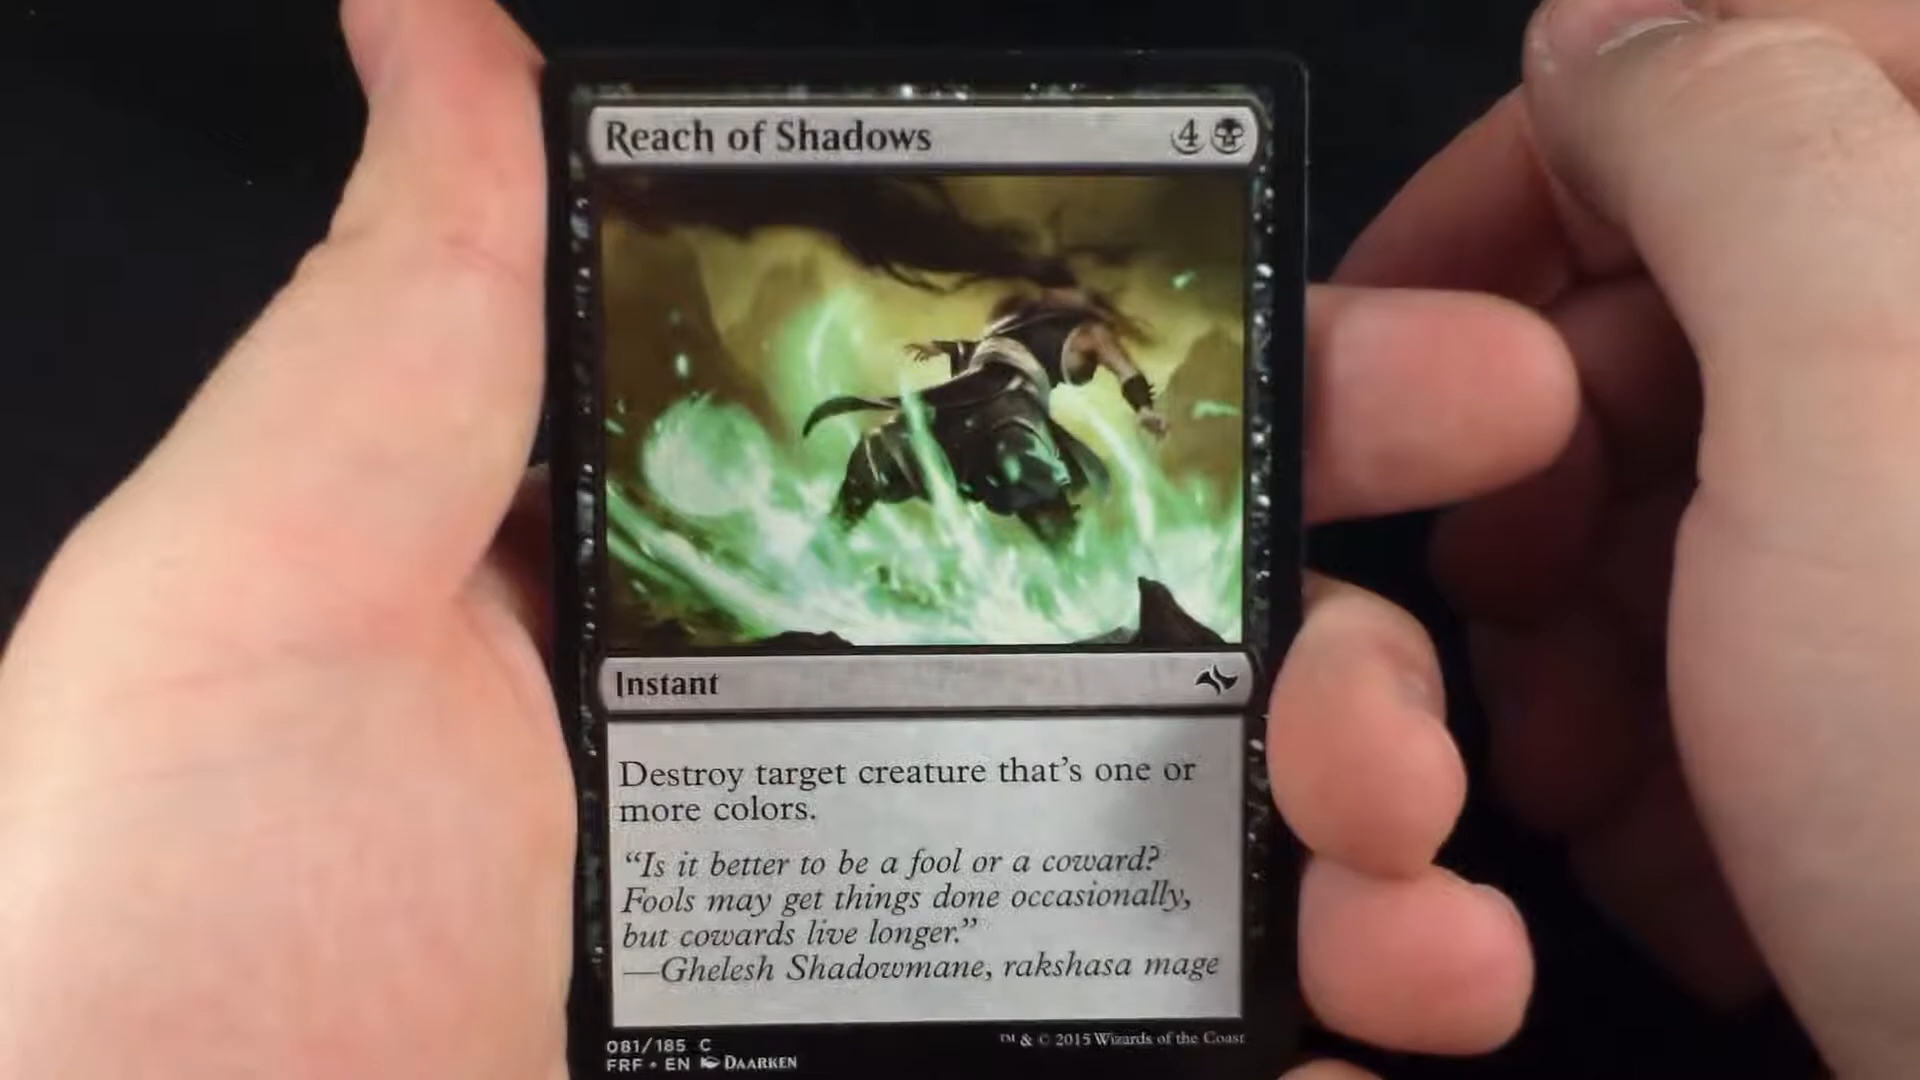 Reach of Shadows 4
Instant
Destroy target creature that's one or
more colors.
“Is it better to be a fool or a coward?
Fools may get things done occasionally,
but cowards live longer.”
—Ghelesh Shadowmane, rakshasa mage
081/185 C
™ & © 2015 Wizards of the Coast
FRF • EN DAARKEN